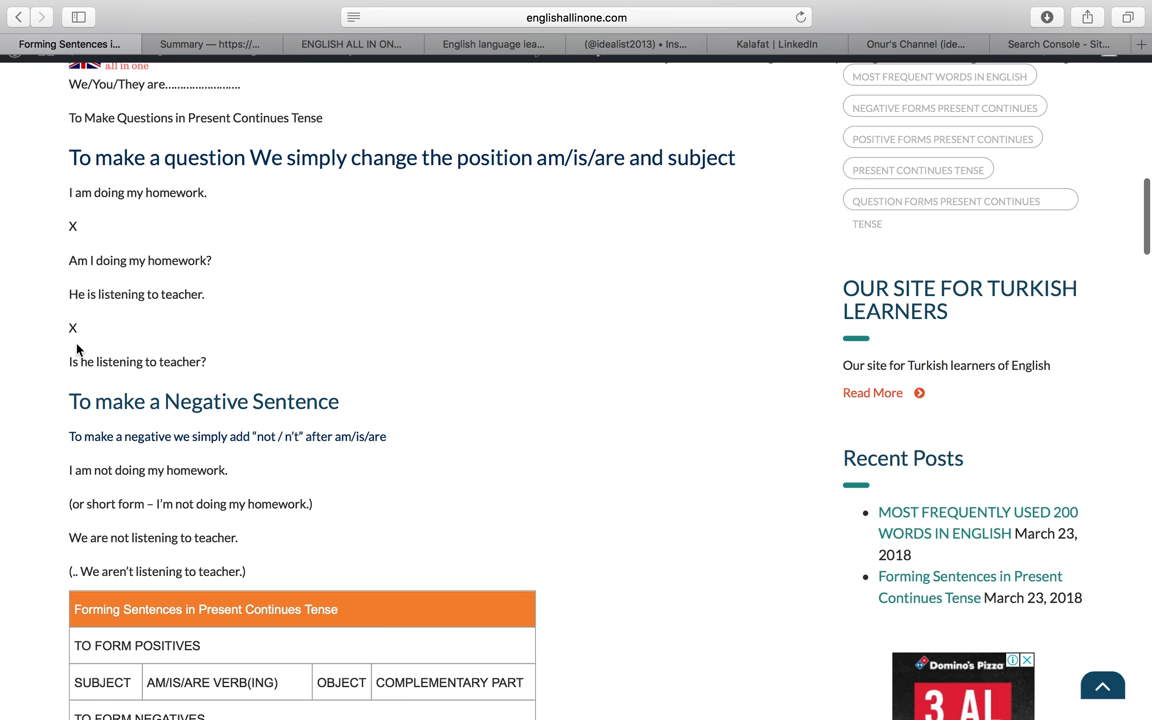 englishallinone.com
Forming Sentences i...
Summary — https://...
ENGLISH ALL IN ON...
English language lea...
(@idealist2013) • Ins...
Kalafat | LinkedIn
Onur's Channel (ide...
Search Console - Sit...
all in one
We/You/They are……………………
To Make Questions in Present Continues Tense
To make a question We simply change the position am/is/are and subject
I am doing my homework.
X
Am I doing my homework?
He is listening to teacher.
X
Is he listening to teacher?
To make a Negative Sentence
To make a negative we simply add “not / n’t” after am/is/are
I am not doing my homework.
(or short form – I’m not doing my homework.)
We are not listening to teacher.
(.. We aren’t listening to teacher.)
Forming Sentences in Present Continues Tense
TO FORM POSITIVES
SUBJECT AM/IS/ARE VERB(ING) OBJECT COMPLEMENTARY PART
TO FORM NEGATIVES
MOST FREQUENT WORDS IN ENGLISH
NEGATIVE FORMS PRESENT CONTINUES
POSITIVE FORMS PRESENT CONTINUES
PRESENT CONTINUES TENSE
QUESTION FORMS PRESENT CONTINUES
TENSE
OUR SITE FOR TURKISH
LEARNERS
Our site for Turkish learners of English
Read More
Recent Posts
MOST FREQUENTLY USED 200
WORDS IN ENGLISH March 23,
2018
Forming Sentences in Present
Continues Tense March 23, 2018
Domino's Pizza
3 AL